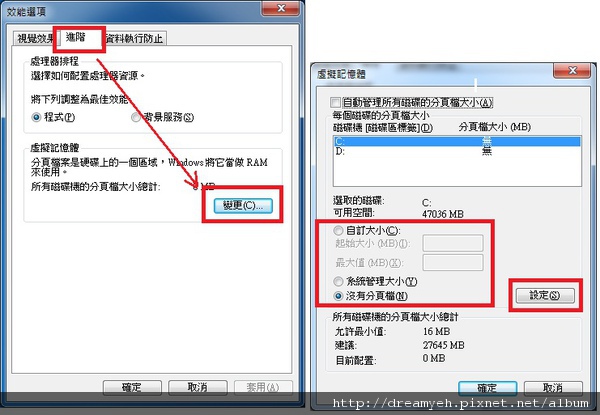 效能選項
視覺效果 進階 資料執行防止
處理器排程
選擇如何配置處理器資源。
將下列調整為最佳效能:
程式(P) 背景服務(S)
虛擬記憶體
分頁檔案是硬碟上的一個區域，Windows將它當做 RAM
來使用。
所有磁碟機的分頁檔大小總計: 0 MB
變更(C)...
確定 取消 套用(A)
虛擬記憶體
自動管理所有磁碟的分頁檔大小(A)
每個磁碟的分頁檔大小
磁碟機 [磁碟區標籤](D) 分頁檔大小 (MB)
C: 無
D: 無
選取的磁碟: C:
可用空間: 47036 MB
自訂大小(C):
起始大小 (MB)(I):
最大值 (MB)(X):
系統管理大小(Y)
沒有分頁檔(N)
設定(S)
所有磁碟機的分頁檔大小總計
允許最小值: 16 MB
建議: 27645 MB
目前配置: 0 MB
確定 取消
http://dreamyeh.pixnet.net/album